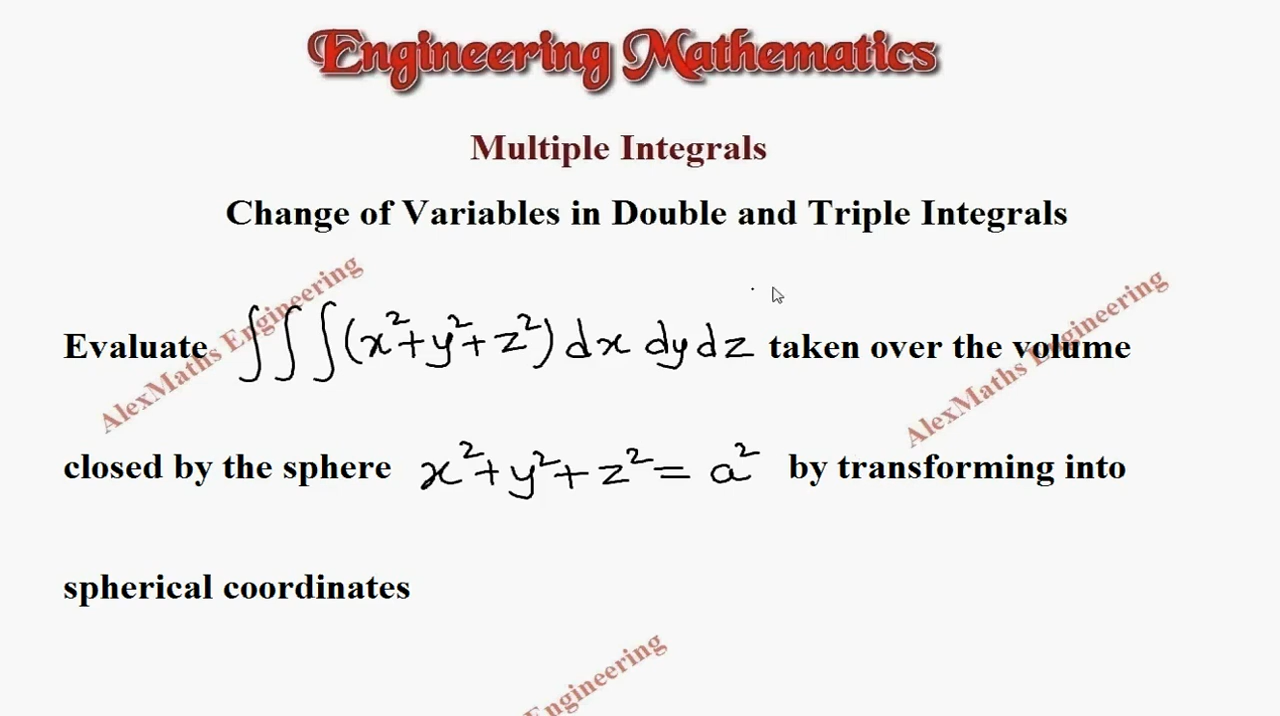 Engineering Mathematics
Multiple Integrals
Change of Variables in Double and Triple Integrals
AlexMaths Engineering
AlexMaths Engineering
Evaluate ∫∫∫(x²+y²+z²) dx dy dz taken over the volume
closed by the sphere x²+y²+z² = a² by transforming into
spherical coordinates
Engineering